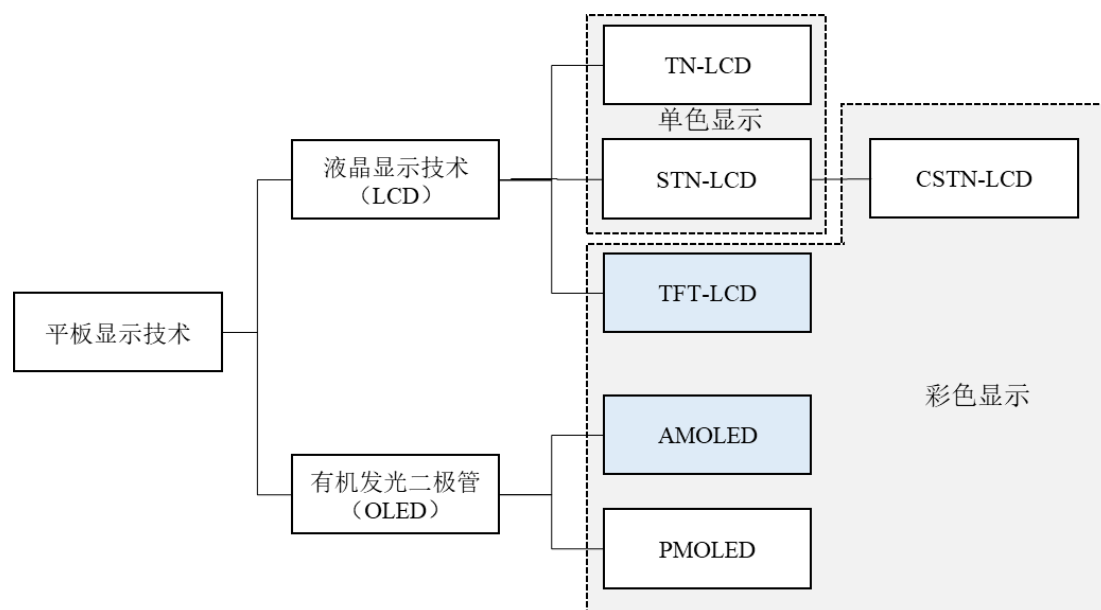 TN-LCD
单色显示
液晶显示技术
（LCD）
STN-LCD
CSTN-LCD
TFT-LCD
平板显示技术
彩色显示
AMOLED
有机发光二极管
（OLED）
PMOLED